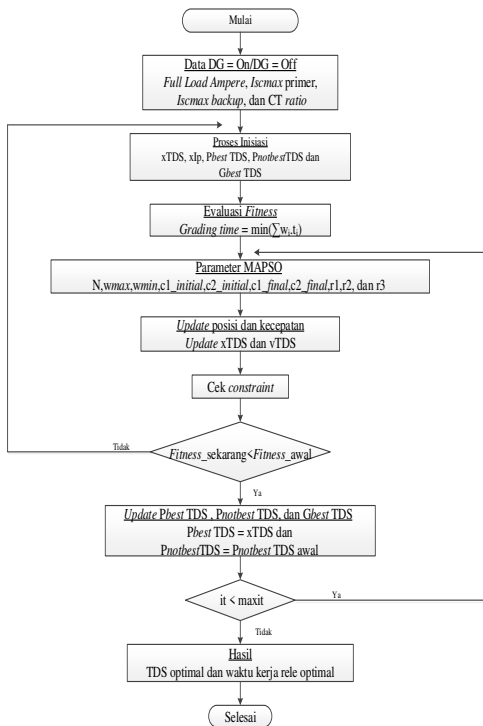 Mulai
Data DG = On/DG = Off
Full Load Ampere, Iscmax primer,
Iscmax backup, dan CT ratio
Proses Inisiasi
xTDS, xIp, Pbest TDS, PnotbestTDS dan
Gbest TDS
Evaluasi Fitness
Grading time = min(∑wᵢ.tᵢ)
Parameter MAPSO
N,wmax,wmin,c1_initial,c2_initial,c1_final,c2_final,r1,r2, dan r3
Update posisi dan kecepatan
Update xTDS dan vTDS
Cek constraint
Tidak
Fitness_sekarang<Fitness_awal
Ya
Update Pbest TDS , Pnotbest TDS, dan Gbest TDS
Pbest TDS = xTDS dan
PnotbestTDS = Pnotbest TDS awal
it < maxit
Ya
Tidak
Hasil
TDS optimal dan waktu kerja rele optimal
Selesai